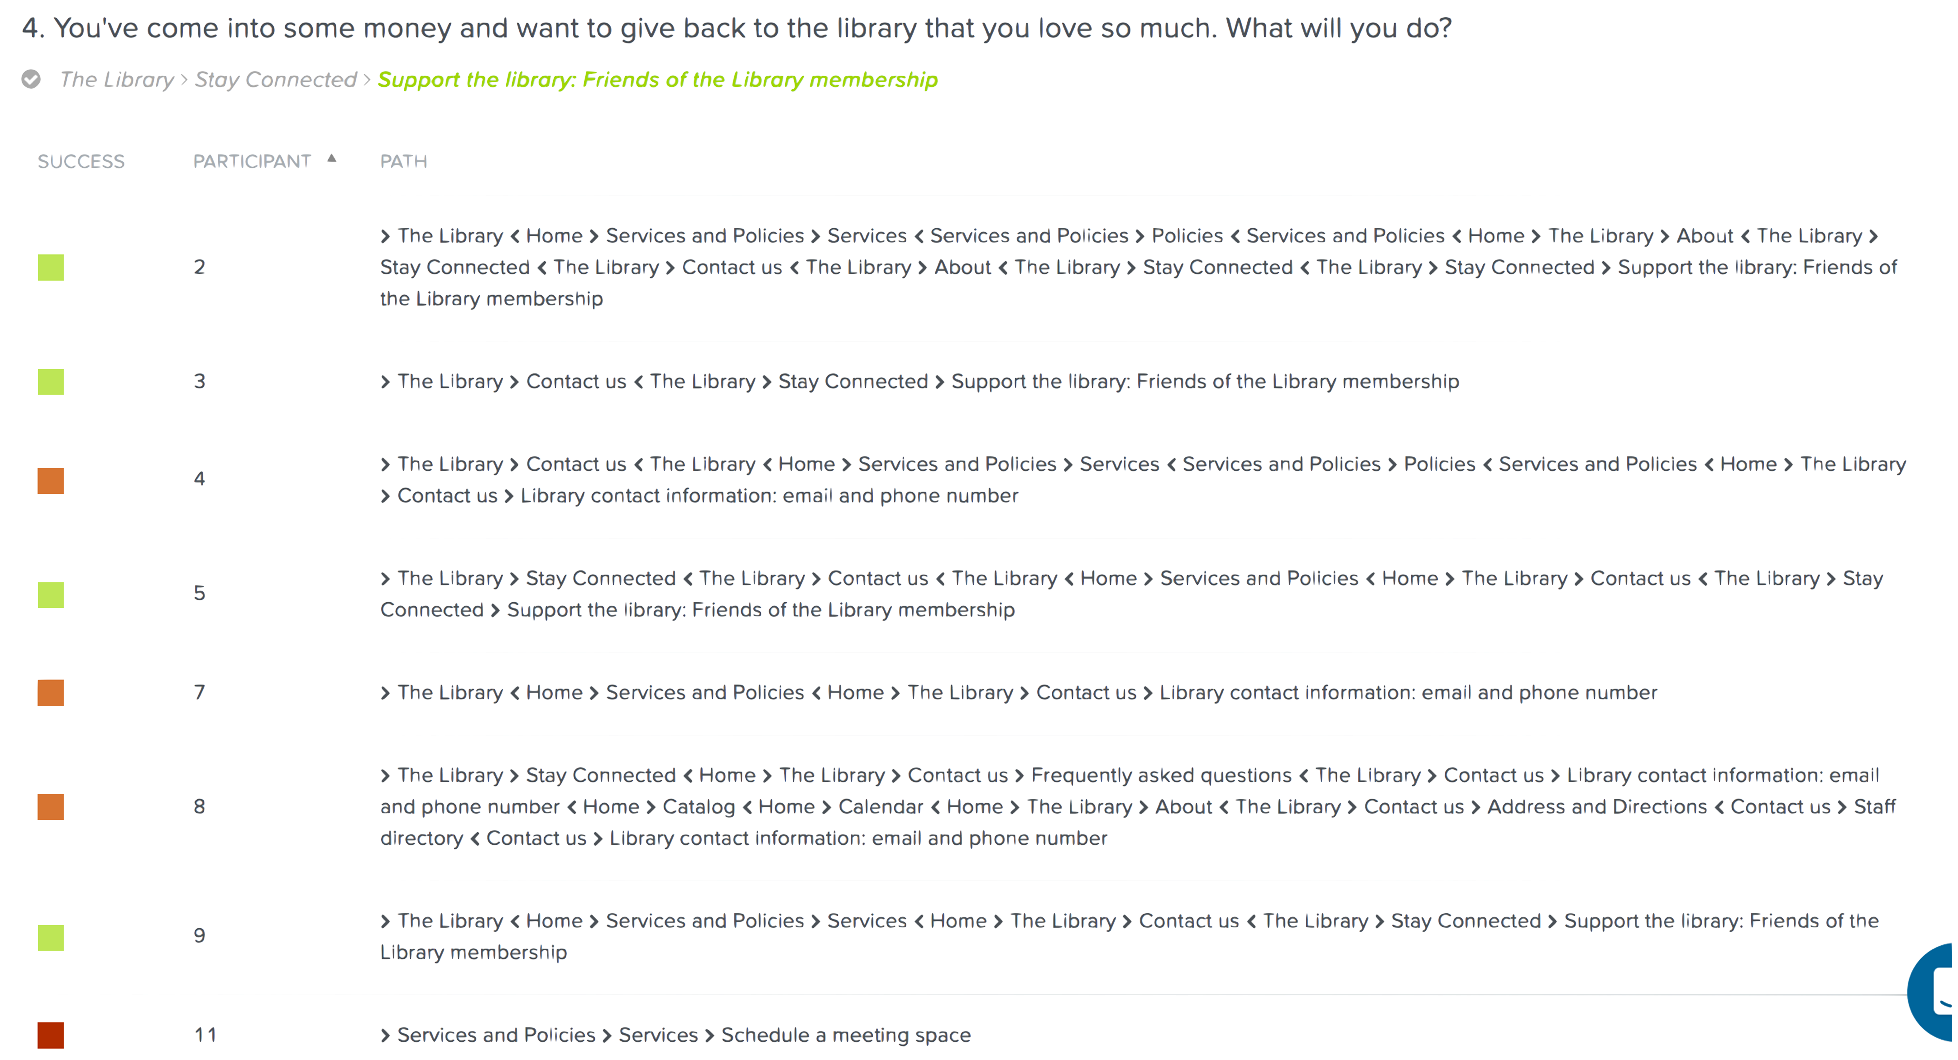 4. You've come into some money and want to give back to the library that you love so much. What will you do?
The Library > Stay Connected > Support the library: Friends of the Library membership
SUCCESS PARTICIPANT ▲ PATH
> The Library < Home > Services and Policies > Services < Services and Policies > Policies < Services and Policies < Home > The Library > About < The Library >
2 Stay Connected < The Library > Contact us < The Library > About < The Library > Stay Connected < The Library > Stay Connected > Support the library: Friends of
the Library membership
3 > The Library > Contact us < The Library > Stay Connected > Support the library: Friends of the Library membership
4 > The Library > Contact us < The Library < Home > Services and Policies > Services < Services and Policies > Policies < Services and Policies < Home > The Library
> Contact us > Library contact information: email and phone number
5 > The Library > Stay Connected < The Library > Contact us < The Library < Home > Services and Policies < Home > The Library > Contact us < The Library > Stay
Connected > Support the library: Friends of the Library membership
7 > The Library < Home > Services and Policies < Home > The Library > Contact us > Library contact information: email and phone number
> The Library > Stay Connected < Home > The Library > Contact us > Frequently asked questions < The Library > Contact us > Library contact information: email
8 and phone number < Home > Catalog < Home > Calendar < Home > The Library > About < The Library > Contact us > Address and Directions < Contact us > Staff
directory < Contact us > Library contact information: email and phone number
9 > The Library < Home > Services and Policies > Services < Home > The Library > Contact us < The Library > Stay Connected > Support the library: Friends of the
Library membership
11 > Services and Policies > Services > Schedule a meeting space